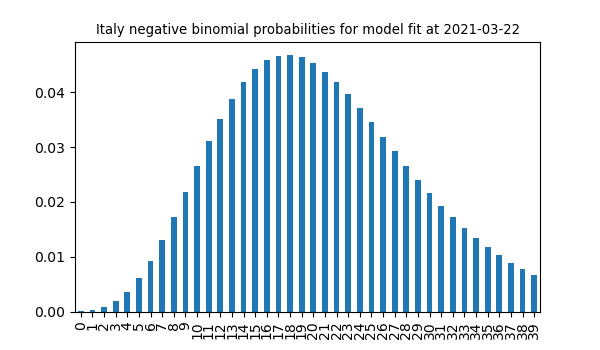 Italy negative binomial probabilities for model fit at 2021-03-22
0.04
0.03
0.02
0.01
0.00
0 1 2 3 4 5 6 7 8 9 10 11 12 13 14 15 16 17 18 19 20 21 22 23 24 25 26 27 28 29 30 31 32 33 34 35 36 37 38 39